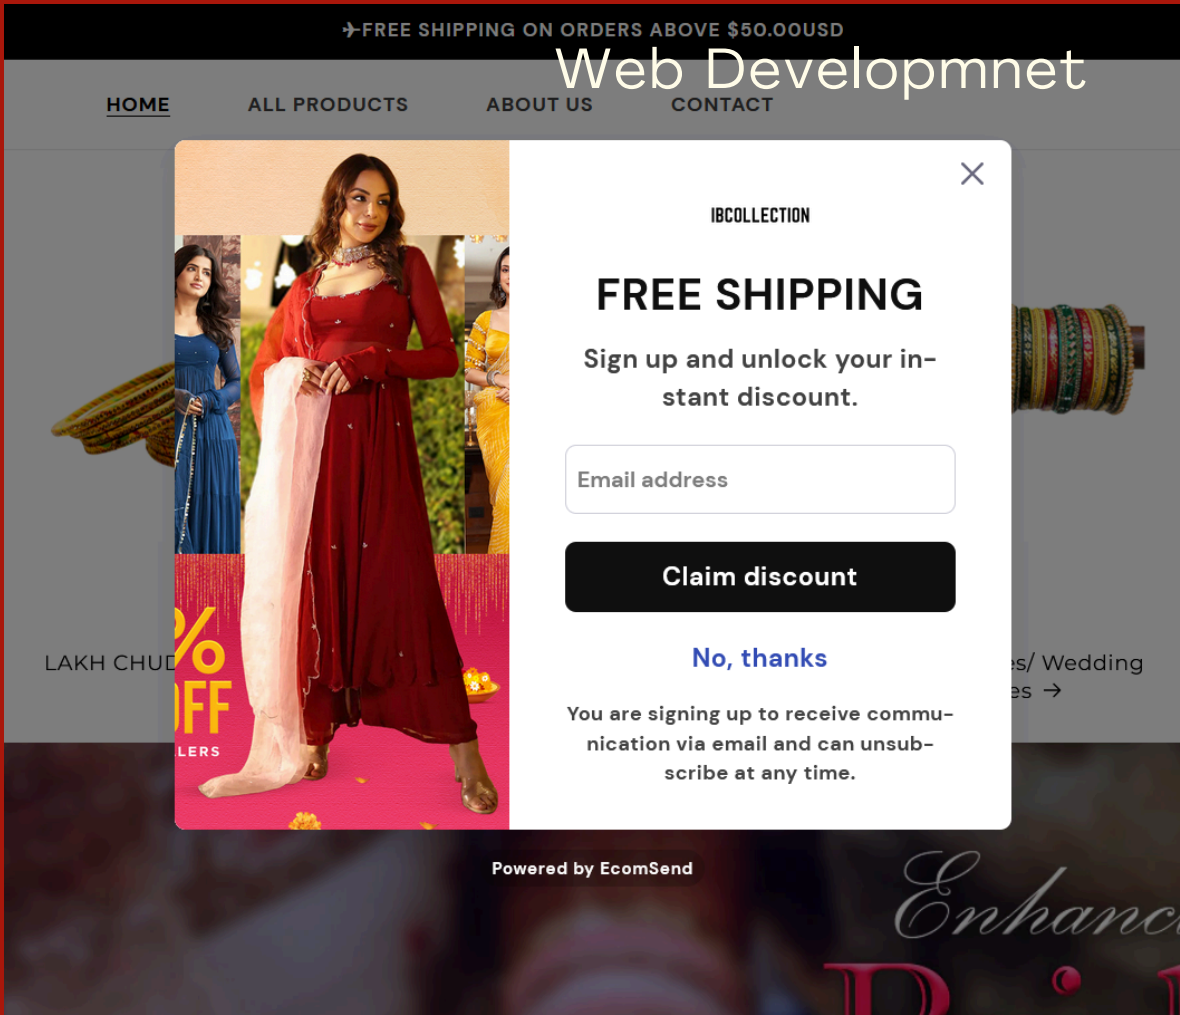 ✈FREE SHIPPING ON ORDERS ABOVE $50.00USD
Web Developmnet
HOME ALL PRODUCTS ABOUT US CONTACT
IBCOLLECTION
FREE SHIPPING
Sign up and unlock your in-
stant discount.
Email address
Claim discount
No, thanks
You are signing up to receive commu-
nication via email and can unsub-
scribe at any time.
%
OFF
LERS
LAKH CHUD
es/ Wedding
es →
Powered by EcomSend
Enhanc